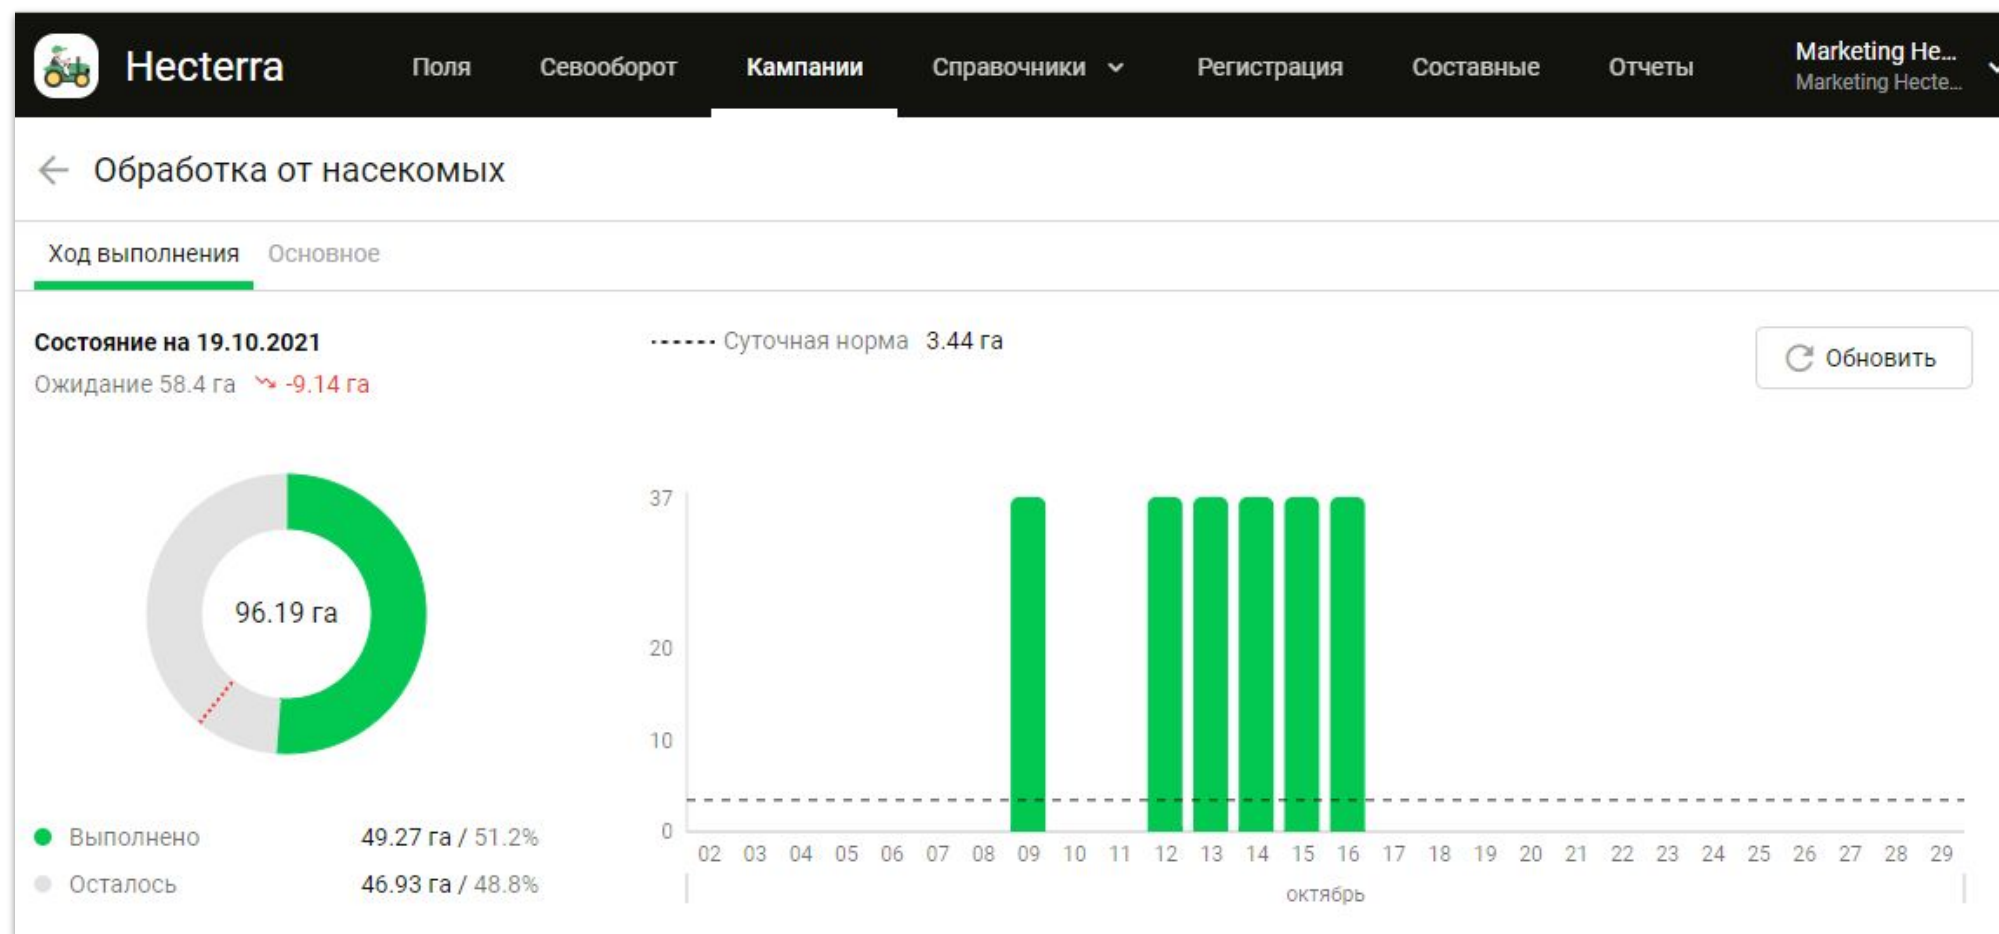 Hecterra Поля Севооборот Кампании Справочники Регистрация Составные Отчеты Marketing He...
Marketing Hecte...
Обработка от насекомых
Ход выполнения Основное
Состояние на 19.10.2021
Ожидание 58.4 га -9.14 га
Суточная норма 3.44 га
Обновить
96.19 га
Выполнено 49.27 га / 51.2%
Осталось 46.93 га / 48.8%
37
20
10
0
02 03 04 05 06 07 08 09 10 11 12 13 14 15 16 17 18 19 20 21 22 23 24 25 26 27 28 29
октябрь